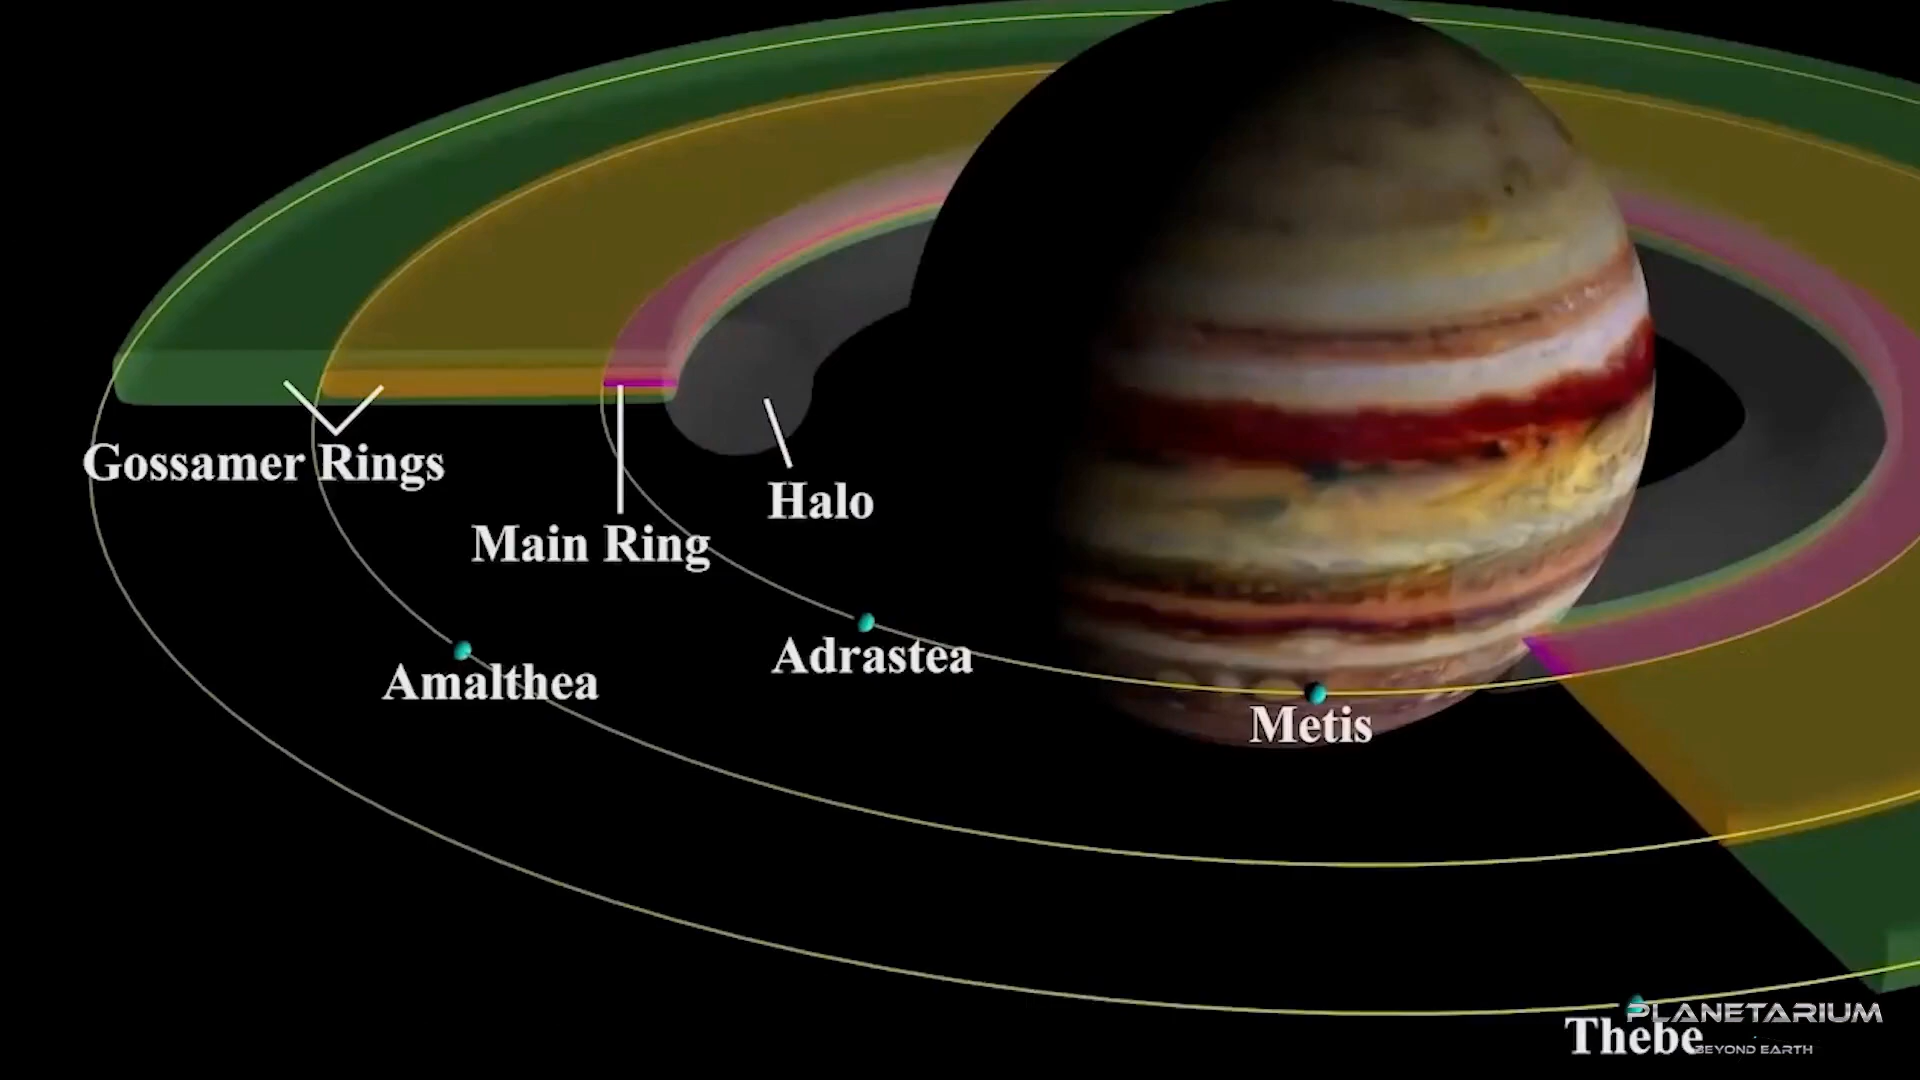 Gossamer Rings
Halo
Main Ring
Adrastea
Amalthea
Metis
PLANETARIUM
Thebe
BEYOND EARTH